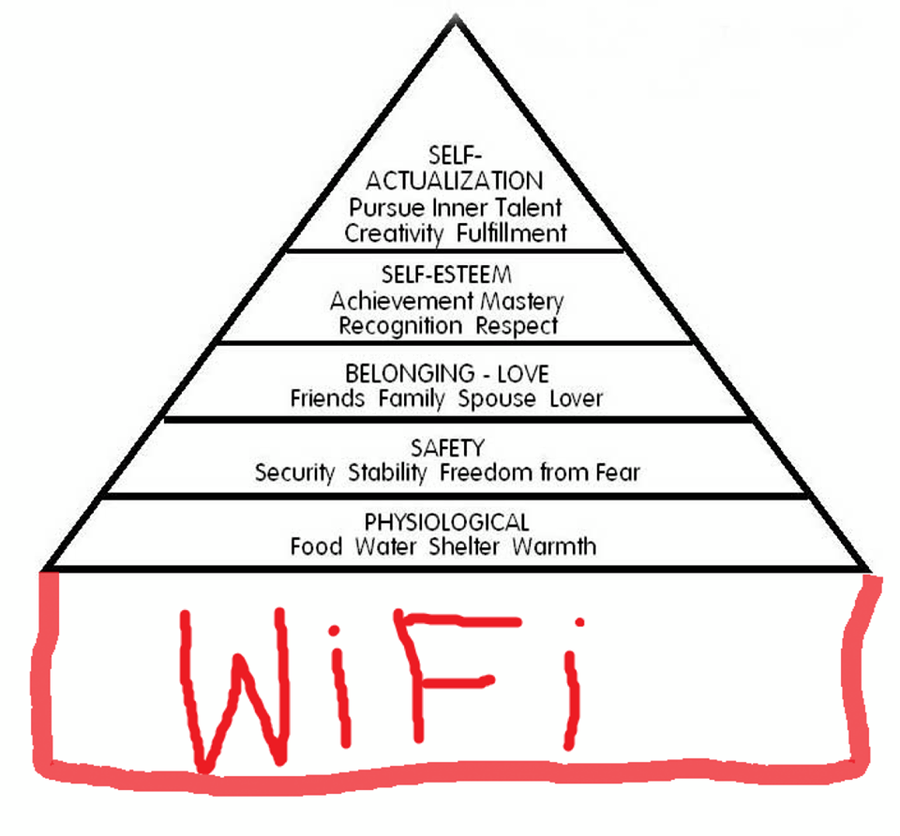 SELF-
ACTUALIZATION
Pursue Inner Talent
Creativity Fulfillment
SELF-ESTEEM
Achievement Mastery
Recognition Respect
BELONGING - LOVE
Friends Family Spouse Lover
SAFETY
Security Stability Freedom from Fear
PHYSIOLOGICAL
Food Water Shelter Warmth
WiFi